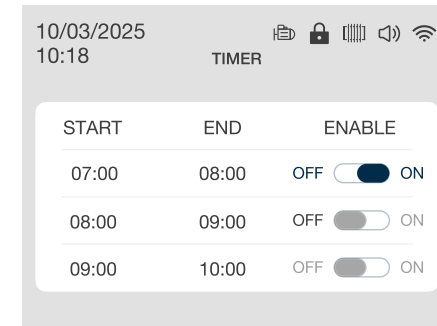 10/03/2025
10:18
TIMER
START END ENABLE
07:00 08:00 OFF ON
08:00 09:00 OFF ON
09:00 10:00 OFF ON